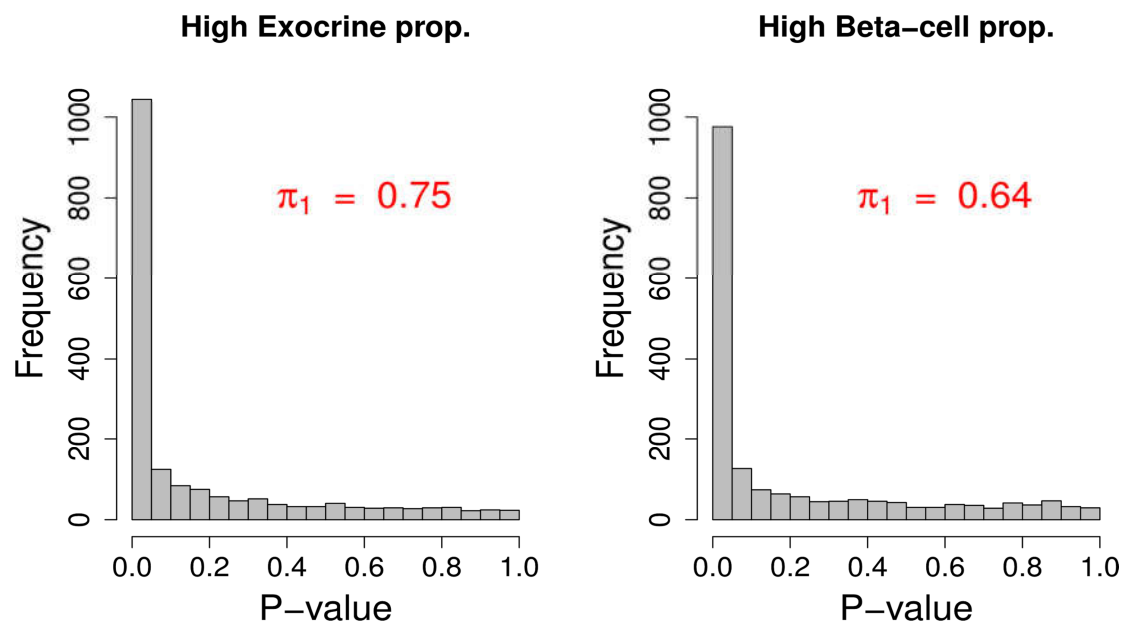 High Exocrine prop.
Frequency
1000
800
600
400
200
0
π1 = 0.75
0.0 0.2 0.4 0.6 0.8 1.0
P−value
High Beta−cell prop.
Frequency
1000
800
600
400
200
0
π1 = 0.64
0.0 0.2 0.4 0.6 0.8 1.0
P−value